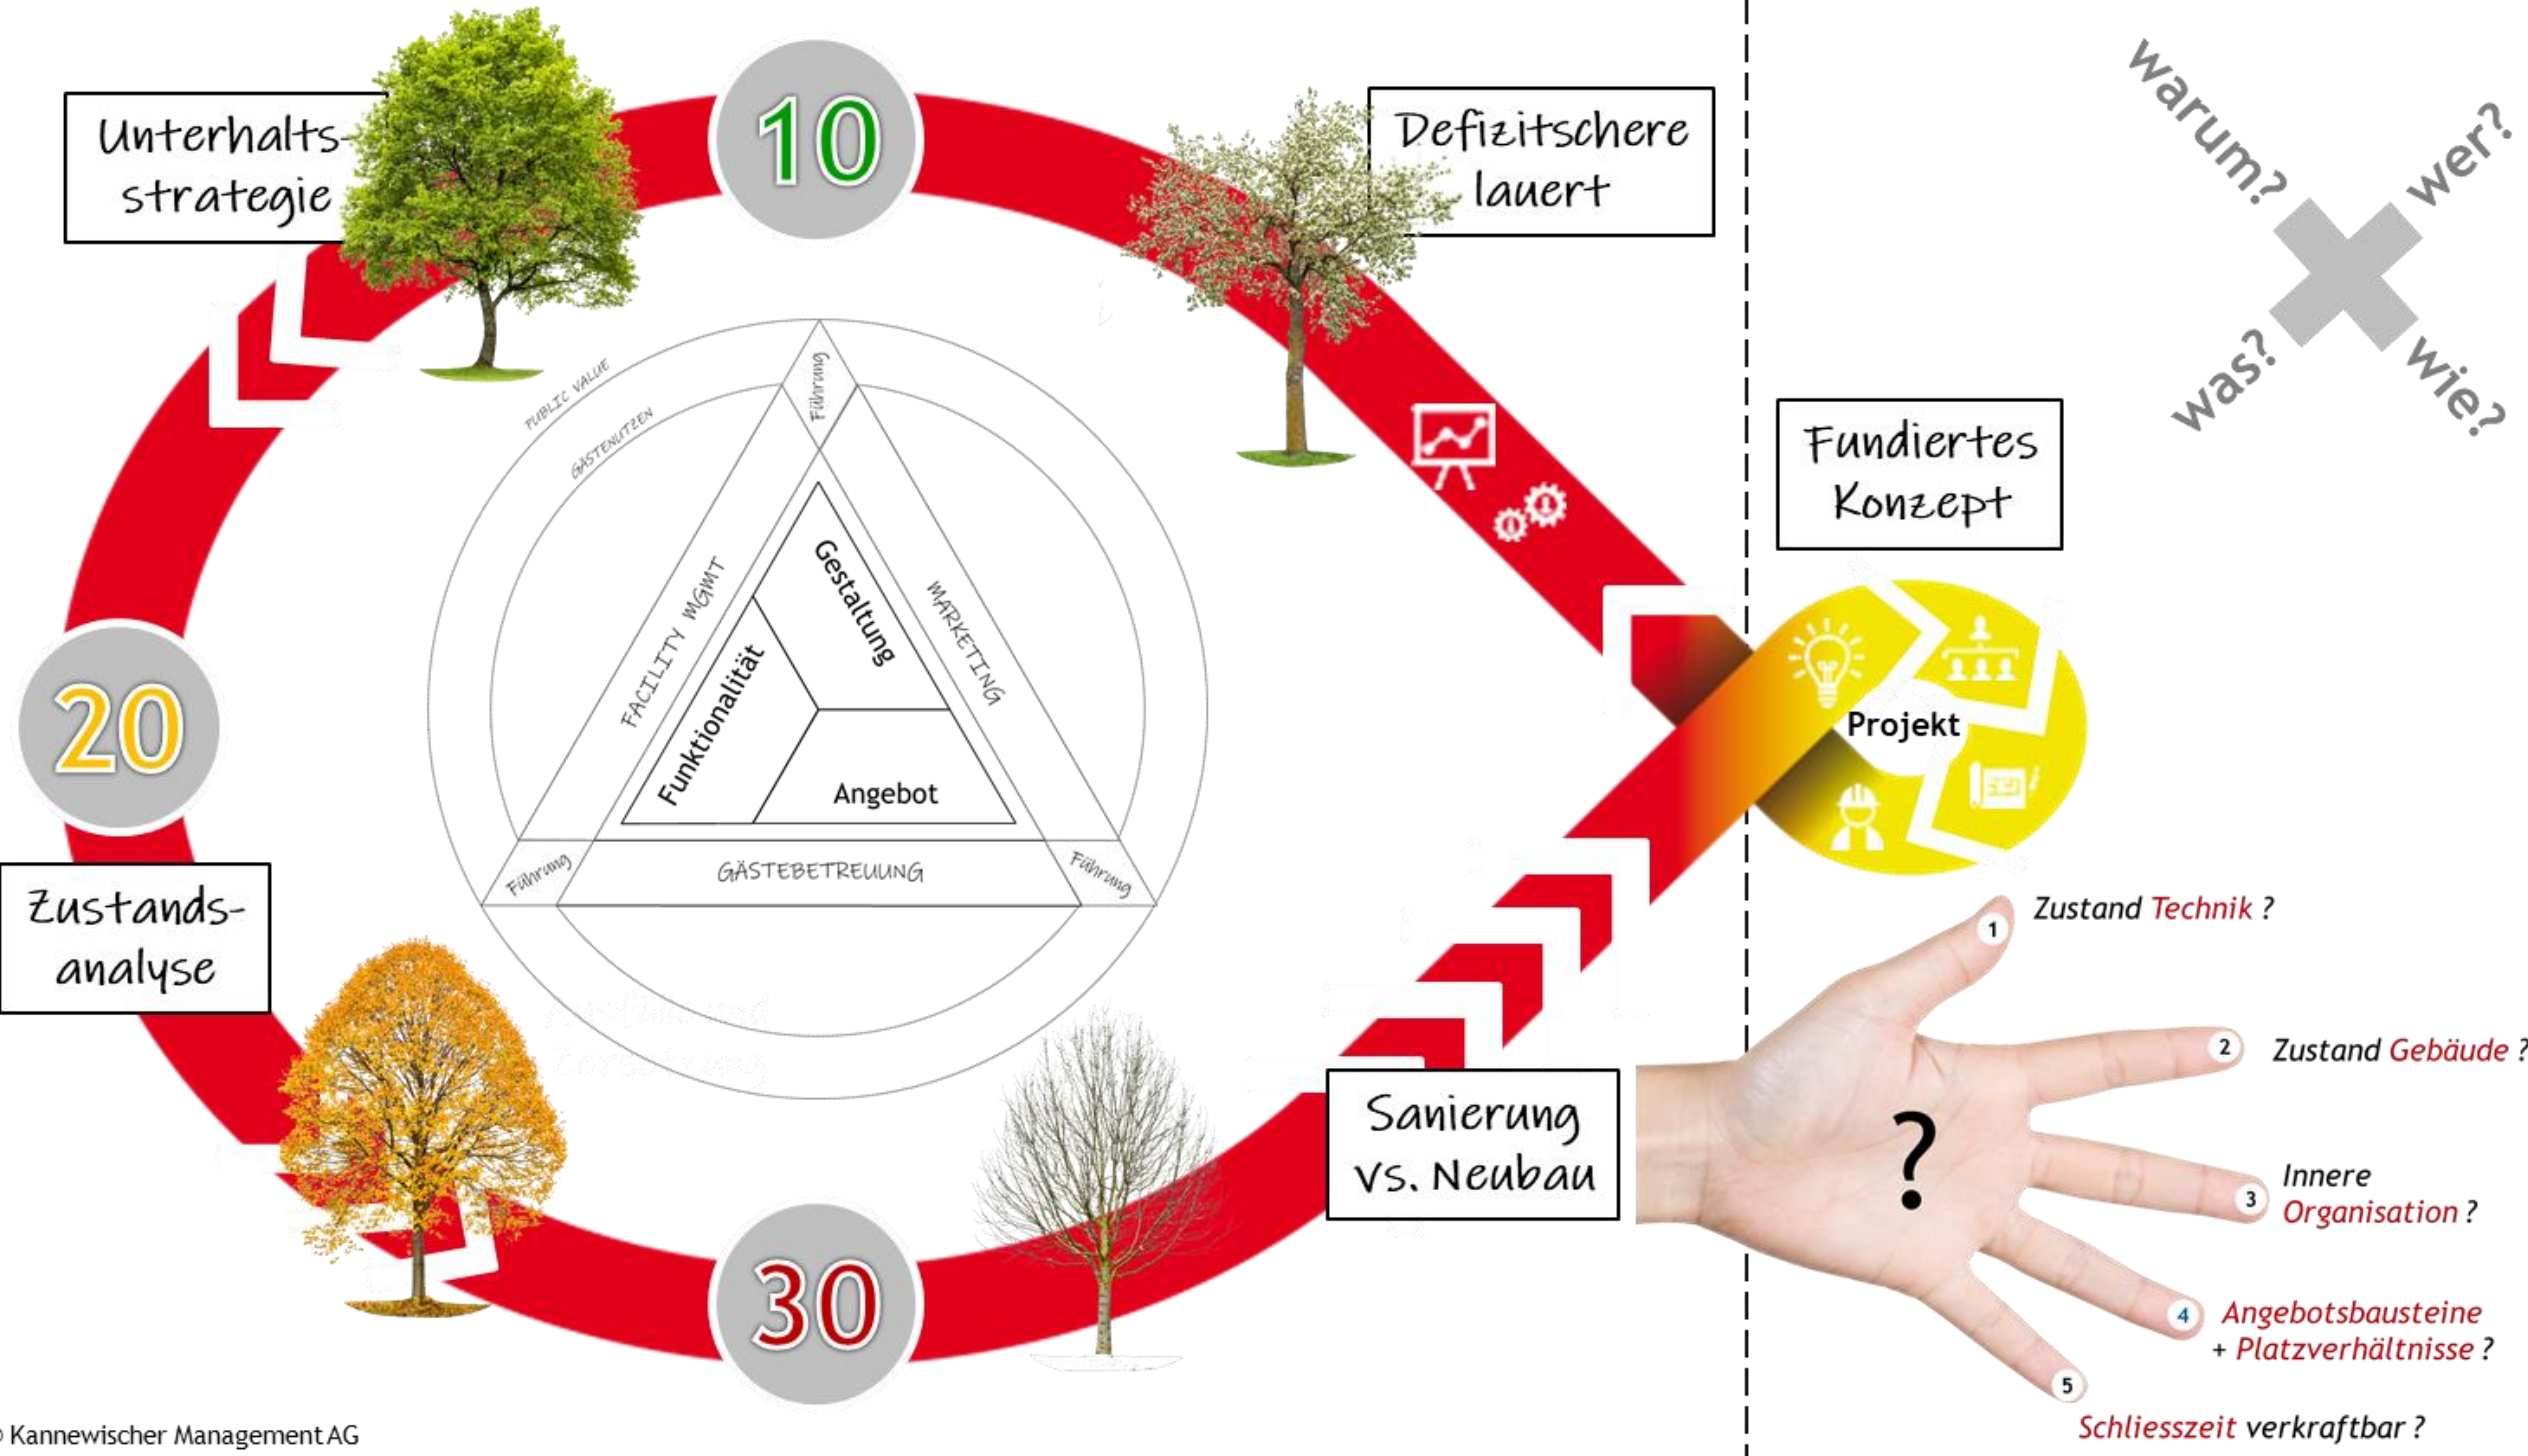 Unterhalts-
strategie
10
Defizitschere
lauert
warum?
wer?
was?
wie?
Fundiertes
Konzept
PUBLIC VALUE
GÄSTENUTZEN
Führung
FACILITY MGMT
MARKETING
Gestaltung
Funktionalität
Angebot
GÄSTEBETREUUNG
Führung
Führung
20
Projekt
Zustands-
analyse
30
Sanierung
vs. Neubau
?
1
Zustand Technik ?
2
Zustand Gebäude ?
3
Innere
Organisation ?
4
Angebotsbausteine
+ Platzverhältnisse ?
5
Schliesszeit verkraftbar ?
© Kannewischer Management AG